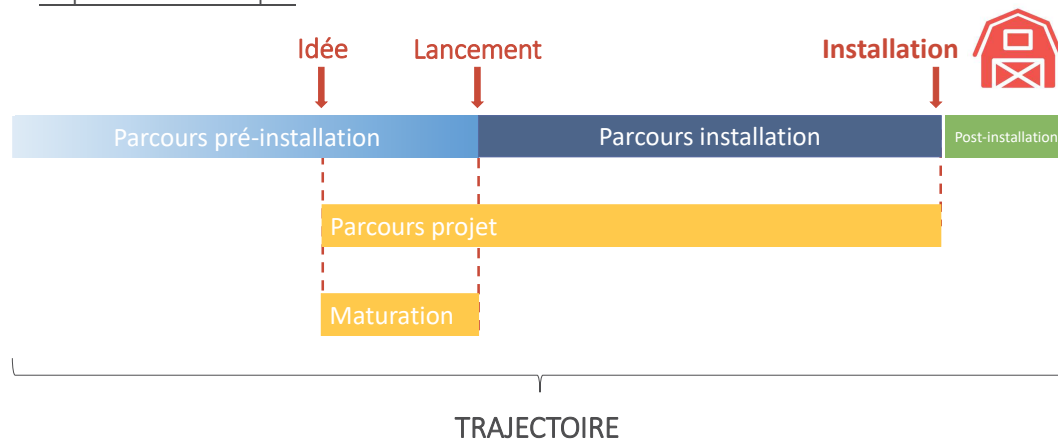 Idée
Lancement
Installation
Parcours pré-installation
Parcours installation
Post-installation
Parcours projet
Maturation
TRAJECTOIRE